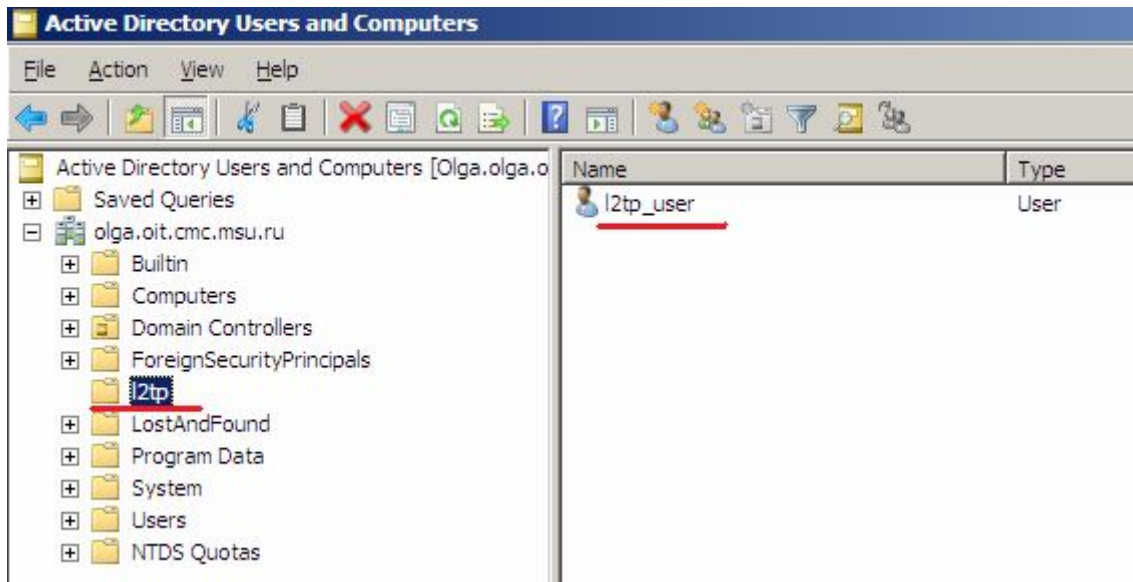 Active Directory Users and Computers
File Action View Help
Active Directory Users and Computers [Olga.olga.o
Saved Queries
olga.oit.cmc.msu.ru
Builtin
Computers
Domain Controllers
ForeignSecurityPrincipals
l2tp
LostAndFound
Program Data
System
Users
NTDS Quotas
Name Type
l2tp_user User